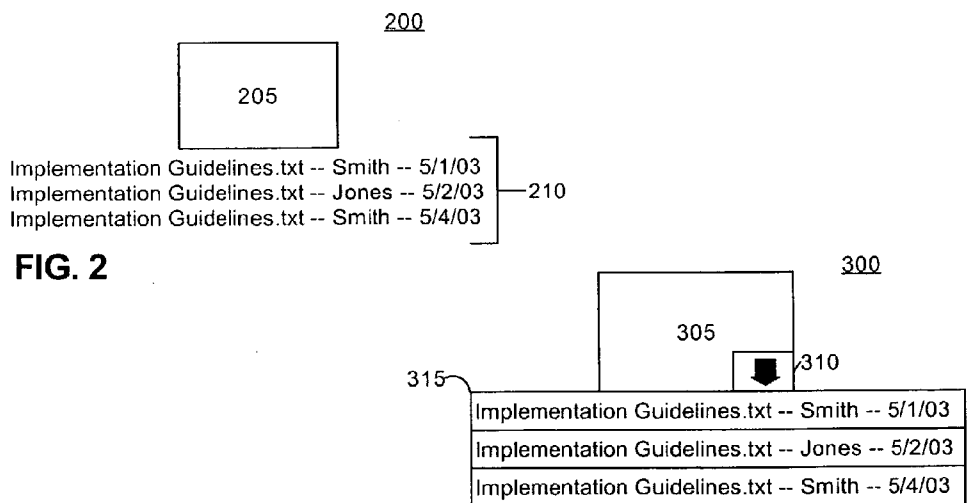 200
205
Implementation Guidelines.txt -- Smith -- 5/1/03
Implementation Guidelines.txt -- Jones -- 5/2/03
Implementation Guidelines.txt -- Smith -- 5/4/03
210
FIG. 2
300
305
310
315
Implementation Guidelines.txt -- Smith -- 5/1/03
Implementation Guidelines.txt -- Jones -- 5/2/03
Implementation Guidelines.txt -- Smith -- 5/4/03